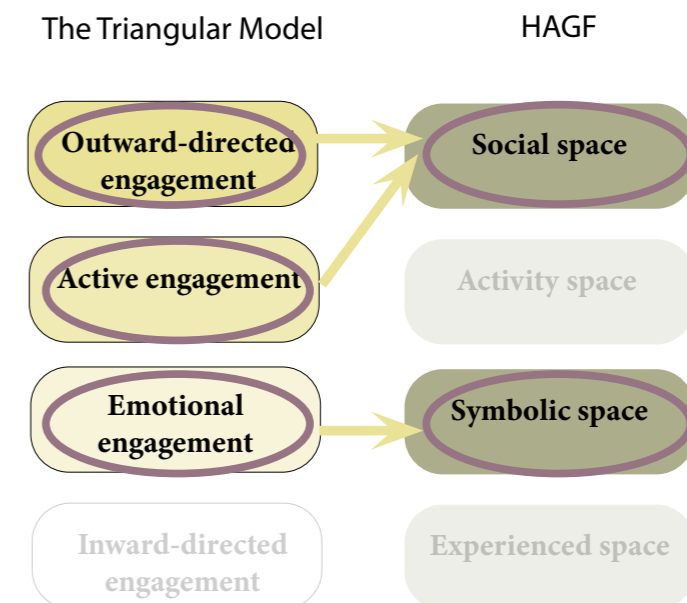 The Triangular Model
HAGF
Outward-directed
engagement
Social space
Active engagement
Activity space
Emotional
engagement
Symbolic space
Inward-directed
engagement
Experienced space